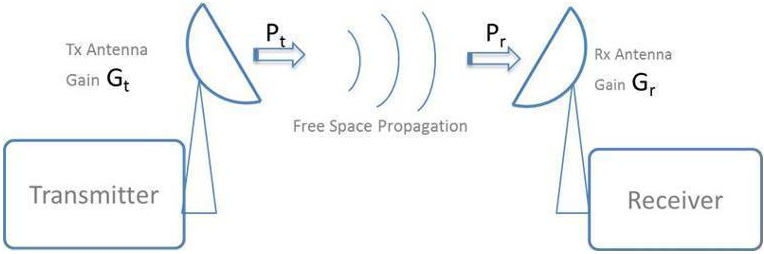 Tx Antenna
Gain Gt
Pt
Pr
Rx Antenna
Gain Gr
Free Space Propagation
Transmitter
Receiver